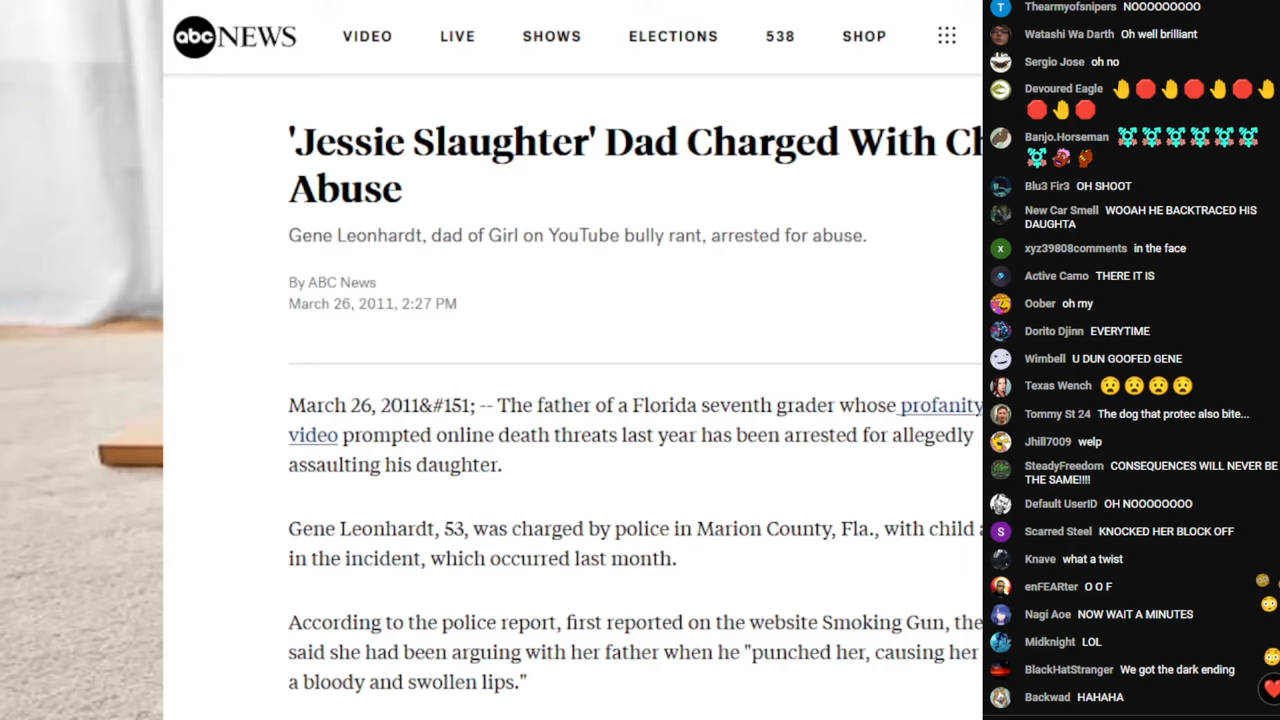 abc NEWS VIDEO LIVE SHOWS ELECTIONS 538 SHOP
'Jessie Slaughter' Dad Charged With Ch
Abuse
Gene Leonhardt, dad of Girl on YouTube bully rant, arrested for abuse.
By ABC News
March 26, 2011, 2:27 PM
March 26, 2011&#151; -- The father of a Florida seventh grader whose profanity
video prompted online death threats last year has been arrested for allegedly
assaulting his daughter.
Gene Leonhardt, 53, was charged by police in Marion County, Fla., with child a
in the incident, which occurred last month.
According to the police report, first reported on the website Smoking Gun, the
said she had been arguing with her father when he "punched her, causing her
a bloody and swollen lips."
T Thearmyofsnipers NOOOOOOOOO
Watashi Wa Darth Oh well brilliant
Sergio Jose oh no
Devoured Eagle 🤚🛑🤚🛑🤚🛑🤚
🛑🤚🛑
Banjo.Horseman
Blu3 Fir3 OH SHOOT
New Car Smell WOOAH HE BACKTRACED HIS
DAUGHTA
x xyz39808comments in the face
Active Camo THERE IT IS
Oober oh my
Dorito Djinn EVERYTIME
Wimbell U DUN GOOFED GENE
Texas Wench 😧😧😧😧
Tommy St 24 The dog that protec also bite...
Jhill7009 welp
SteadyFreedom CONSEQUENCES WILL NEVER BE
THE SAME!!!!
Default UserID OH NOOOOOOOO
S Scarred Steel KNOCKED HER BLOCK OFF
Knave what a twist
enFEARter O O F
Nagi Aoe NOW WAIT A MINUTES
Midknight LOL
BlackHatStranger We got the dark ending
Backwad HAHAHA